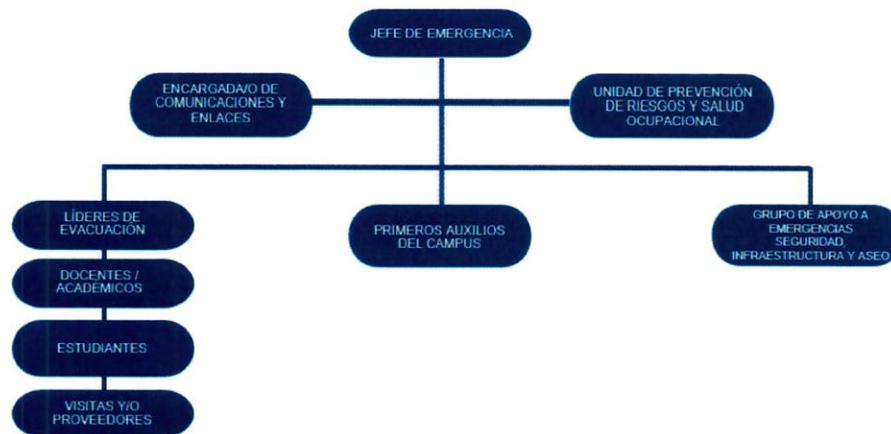 JEFE DE EMERGENCIA
ENCARGADA/O DE
COMUNICACIONES Y
ENLACES
UNIDAD DE PREVENCIÓN
DE RIESGOS Y SALUD
OCUPACIONAL
LÍDERES DE
EVACUACIÓN
PRIMEROS AUXILIOS
DEL CAMPUS
GRUPO DE APOYO A
EMERGENCIAS
SEGURIDAD,
INFRAESTRUCTURA Y ASEO
DOCENTES /
ACADÉMICOS
ESTUDIANTES
VISITAS Y/O
PROVEEDORES